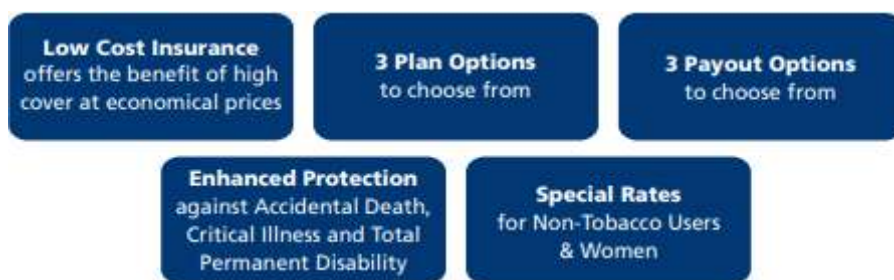 Low Cost Insurance
offers the benefit of high
cover at economical prices
3 Plan Options
to choose from
3 Payout Options
to choose from
Enhanced Protection
against Accidental Death,
Critical Illness and Total
Permanent Disability
Special Rates
for Non-Tobacco Users
& Women